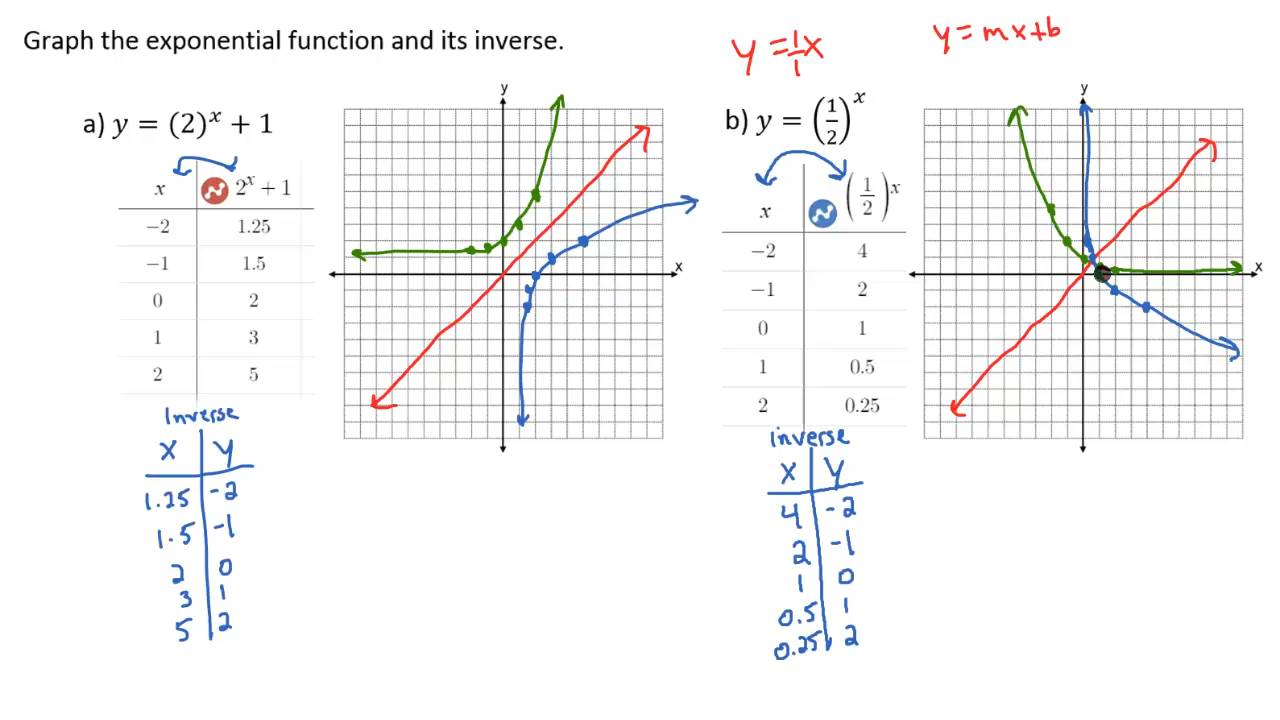 Graph the exponential function and its inverse.
y = 1/1 x
y = mx+b
a) y = (2)^x + 1
x 2^x + 1
−2 1.25
−1 1.5
0 2
1 3
2 5
Inverse
X Y
1.25 -2
1.5 -1
2 0
3 1
5 2
y
x
b) y = (1/2)^x
x (1/2)^x
−2 4
−1 2
0 1
1 0.5
2 0.25
inverse
X Y
4 -2
2 -1
1 0
0.5 1
0.25 2
y
x